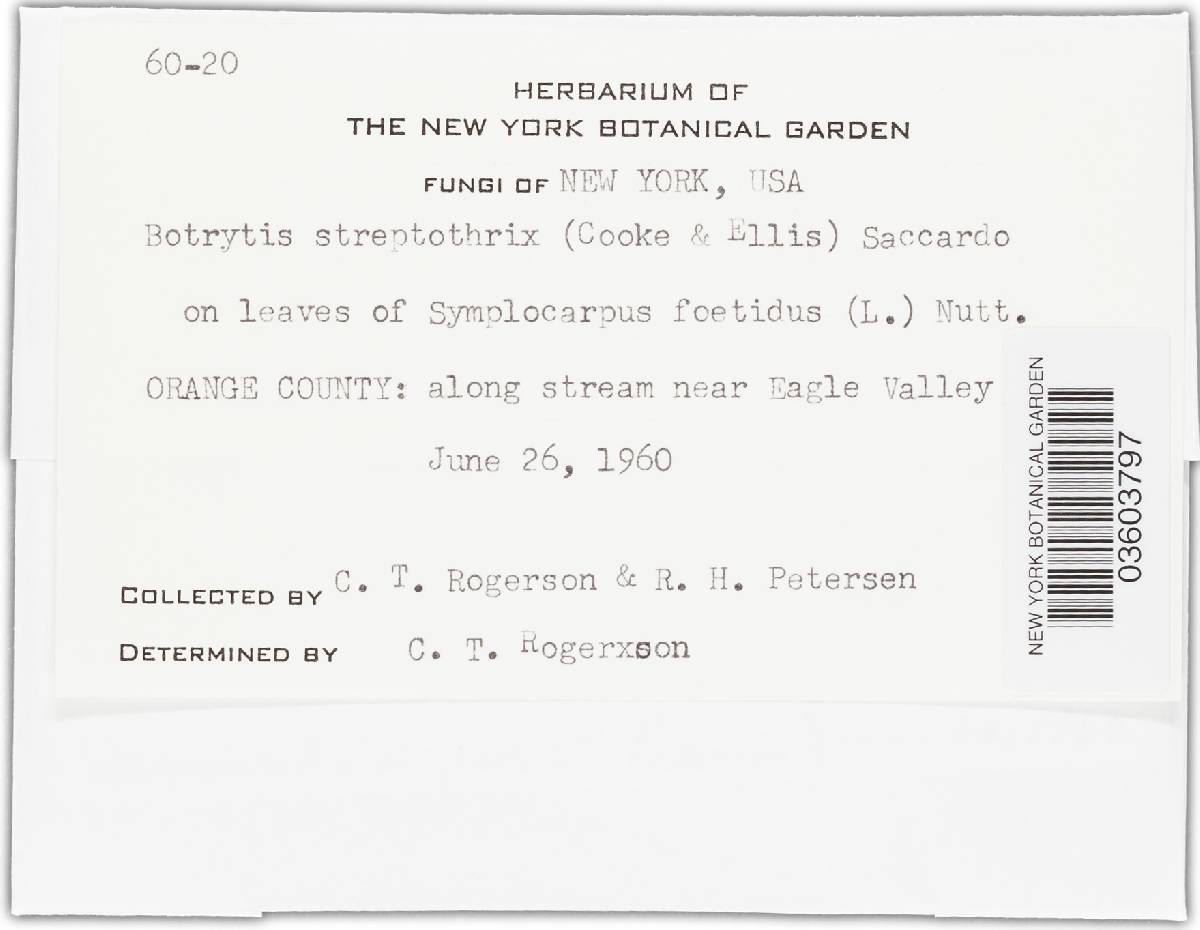 60-20
HERBARIUM OF
THE NEW YORK BOTANICAL GARDEN
FUNGI OF NEW YORK, USA
Botrytis streptothrix (Cooke & Ellis) Saccardo
on leaves of Symplocarpus foetidus (L.) Nutt.
ORANGE COUNTY: along stream near Eagle Valley
June 26, 1960
COLLECTED BY C. T. Rogerson & R. H. Petersen
DETERMINED BY C. T. Rogerxson
NEW YORK BOTANICAL GARDEN
03603797